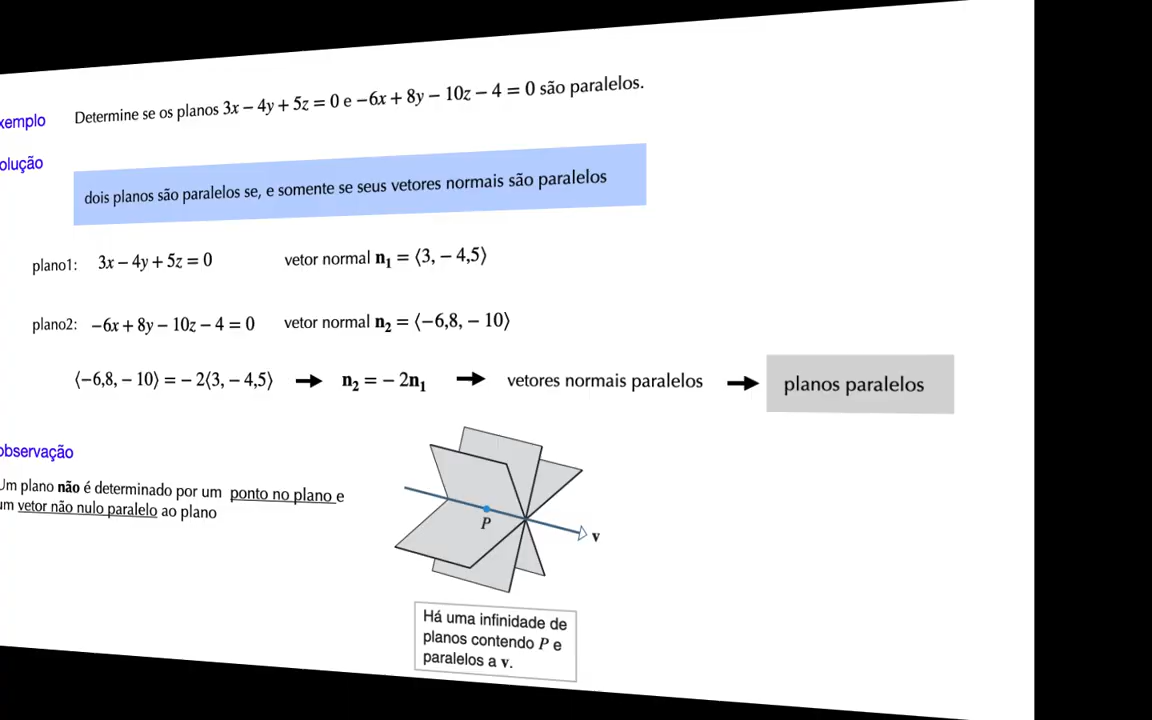 xemplo Determine se os planos 3x − 4y + 5z = 0 e −6x + 8y − 10z − 4 = 0 são paralelos.
olução
dois planos são paralelos se, e somente se seus vetores normais são paralelos
plano1: 3x − 4y + 5z = 0 vetor normal n₁ = ⟨3, − 4,5⟩
plano2: −6x + 8y − 10z − 4 = 0 vetor normal n₂ = ⟨−6,8, − 10⟩
⟨−6,8, − 10⟩ = − 2⟨3, − 4,5⟩ → n₂ = − 2n₁ → vetores normais paralelos → planos paralelos
observação
Um plano não é determinado por um ponto no plano e
um vetor não nulo paralelo ao plano
P
v
Há uma infinidade de
planos contendo P e
paralelos a v.